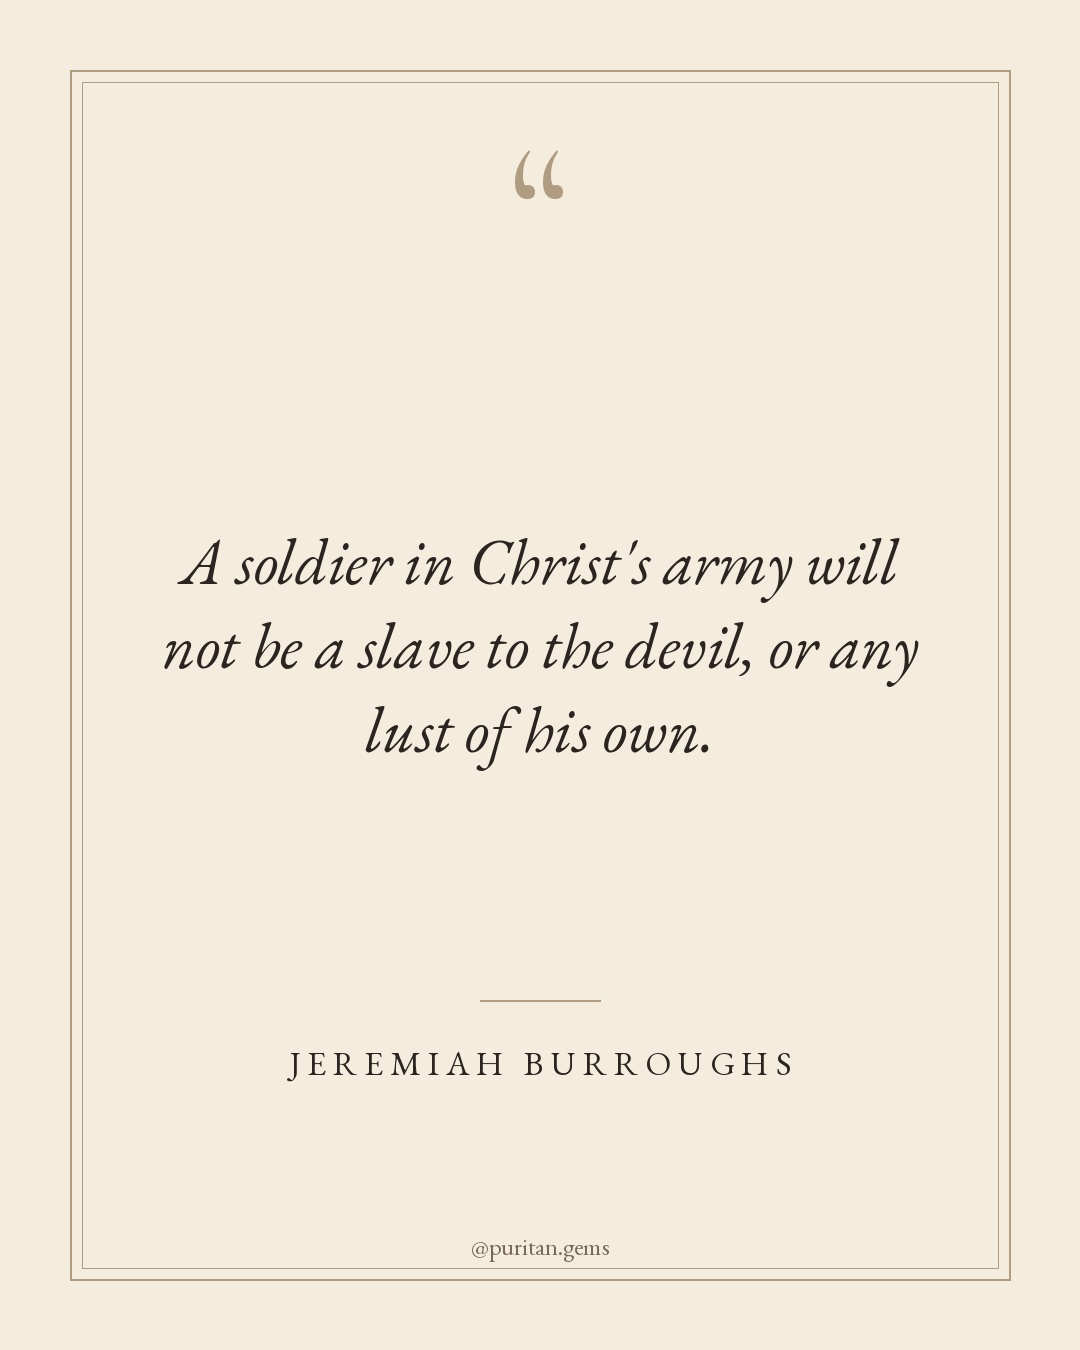 “
A soldier in Christ's army will
not be a slave to the devil, or any
lust of his own.
JEREMIAH BURROUGHS
@puritan.gems